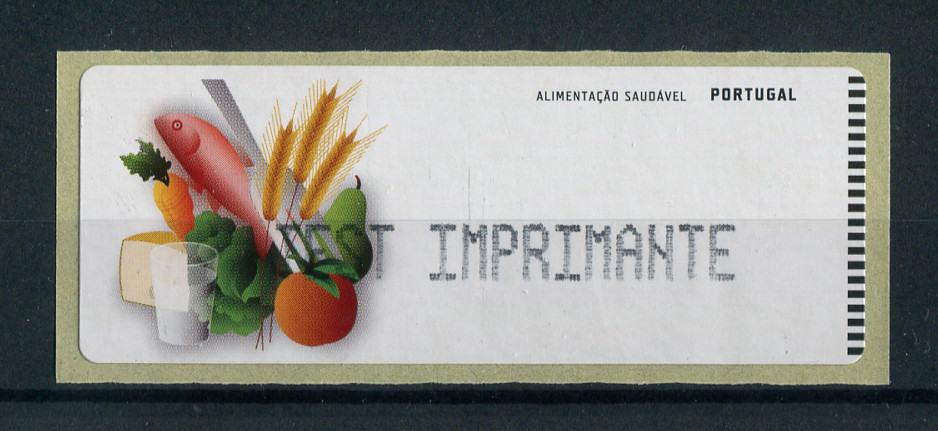 ALIMENTAÇÃO SAUDÁVEL PORTUGAL
TEST IMPRIMANTE